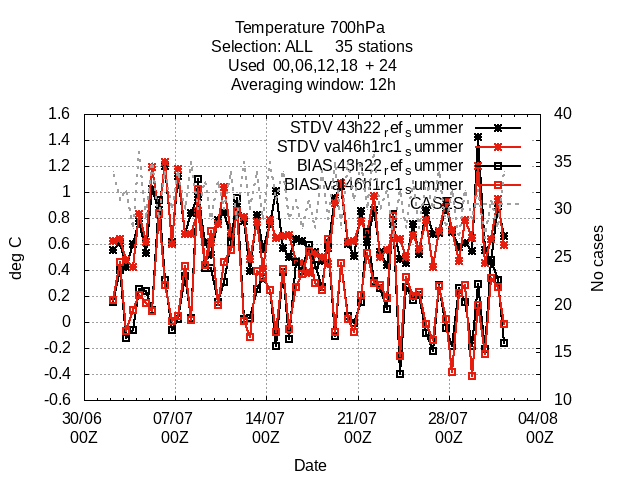 Temperature 700hPa
Selection: ALL 35 stations
Used 00,06,12,18 + 24
Averaging window: 12h
STDV 43h22_ref_summer
STDV val46h1rc1_summer
BIAS 43h22_ref_summer
BIAS val46h1rc1_summer
CASES
1.6
1.4
1.2
1
0.8
0.6
0.4
0.2
0
-0.2
-0.4
-0.6
deg C
40
35
30
25
20
15
10
No cases
30/06 07/07 14/07 21/07 28/07 04/08
00Z 00Z 00Z 00Z 00Z 00Z
Date